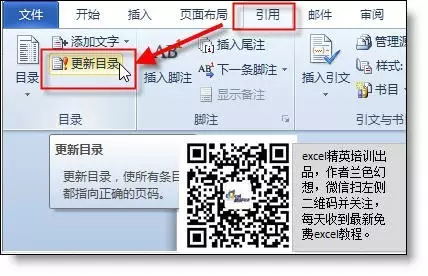 文件 开始 插入 页面布局 引用 邮件 审阅
目录
添加文字
更新目录
目录
插入脚注
插入尾注
下一条脚注
显示备注
脚注
插入引文
管理源
样式:
书目
引文与书
更新目录
更新目录，使所有条目
都指向正确的页码。
excel精英培训出
品，作者兰色幻
想，微信扫左侧
二维码并关注，
每天收到最新免
费excel教程。